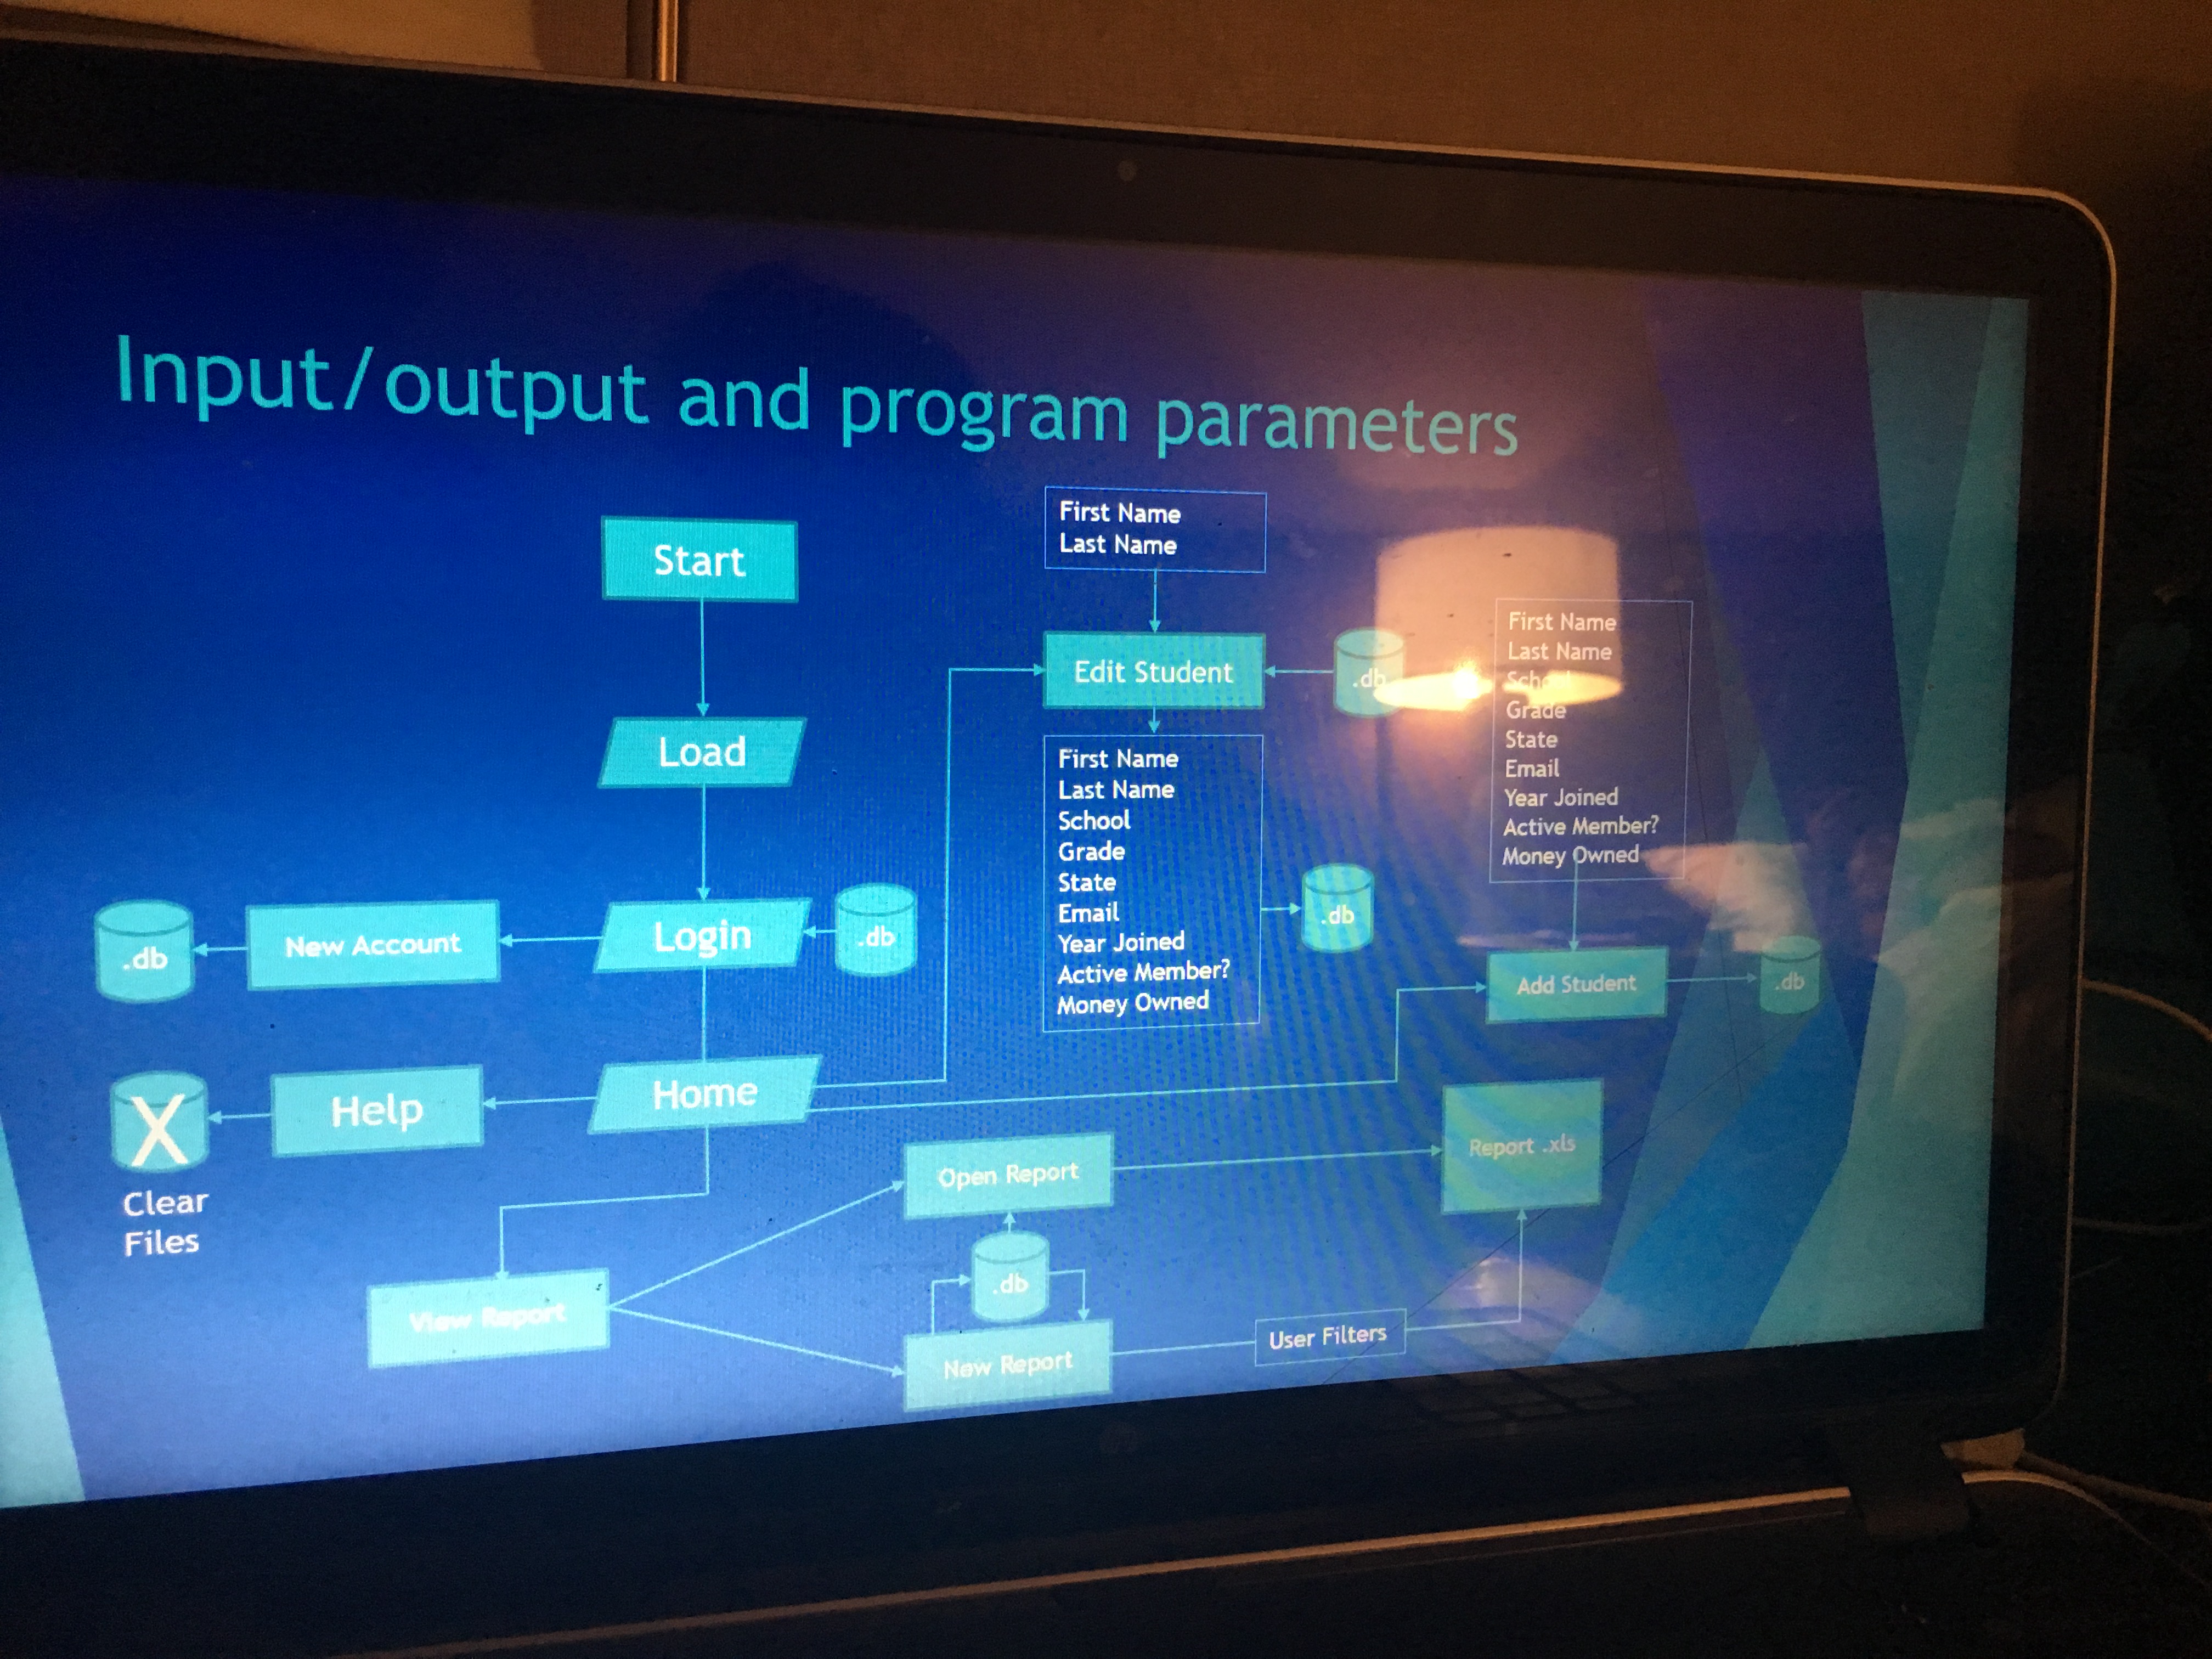 Input/output and program parameters
Start
Load
Login
.db
New Account
.db
Home
Help
X
Clear
Files
View Report
Open Report
.db
New Report
User Filters
Report .xls
First Name
Last Name
Edit Student
.db
First Name
Last Name
School
Grade
State
Email
Year Joined
Active Member?
Money Owned
.db
First Name
Last Name
School
Grade
State
Email
Year Joined
Active Member?
Money Owned
Add Student
.db